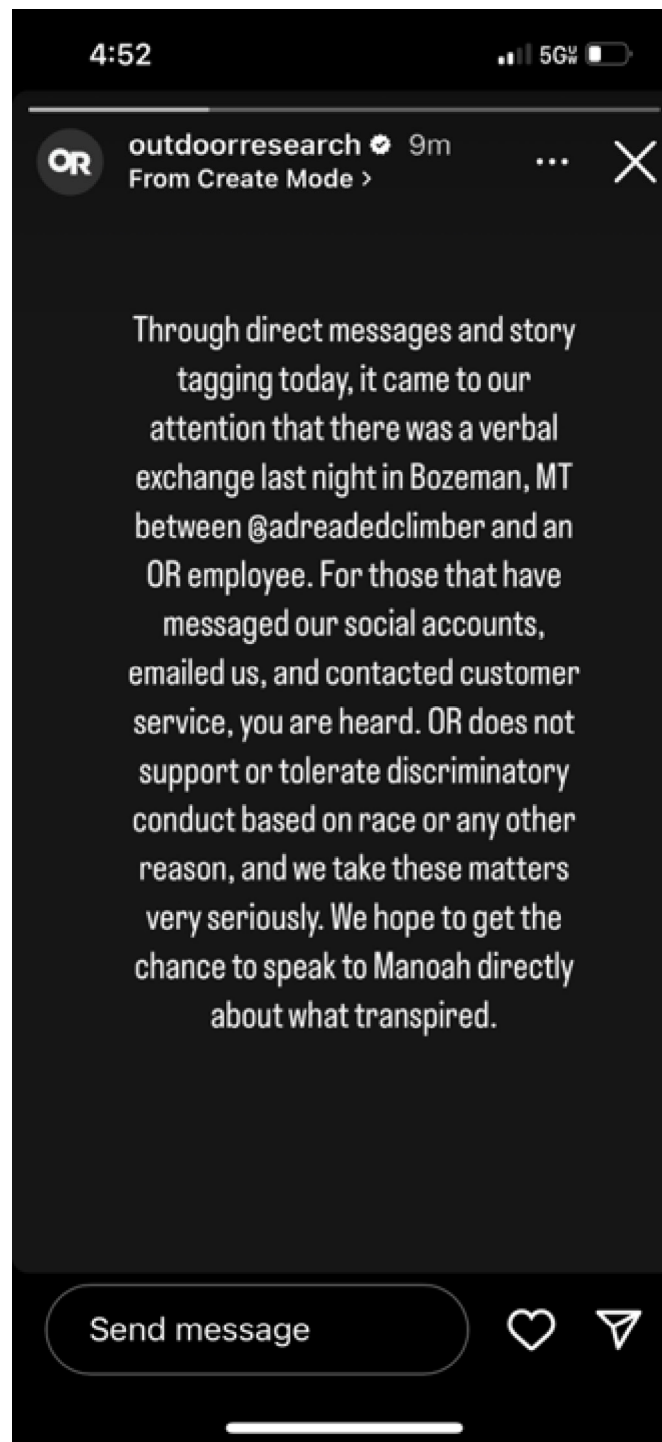 4:52
5G UW
OR
outdoorresearch 9m
From Create Mode >
Through direct messages and story
tagging today, it came to our
attention that there was a verbal
exchange last night in Bozeman, MT
between @adreadedclimber and an
OR employee. For those that have
messaged our social accounts,
emailed us, and contacted customer
service, you are heard. OR does not
support or tolerate discriminatory
conduct based on race or any other
reason, and we take these matters
very seriously. We hope to get the
chance to speak to Manoah directly
about what transpired.
Send message